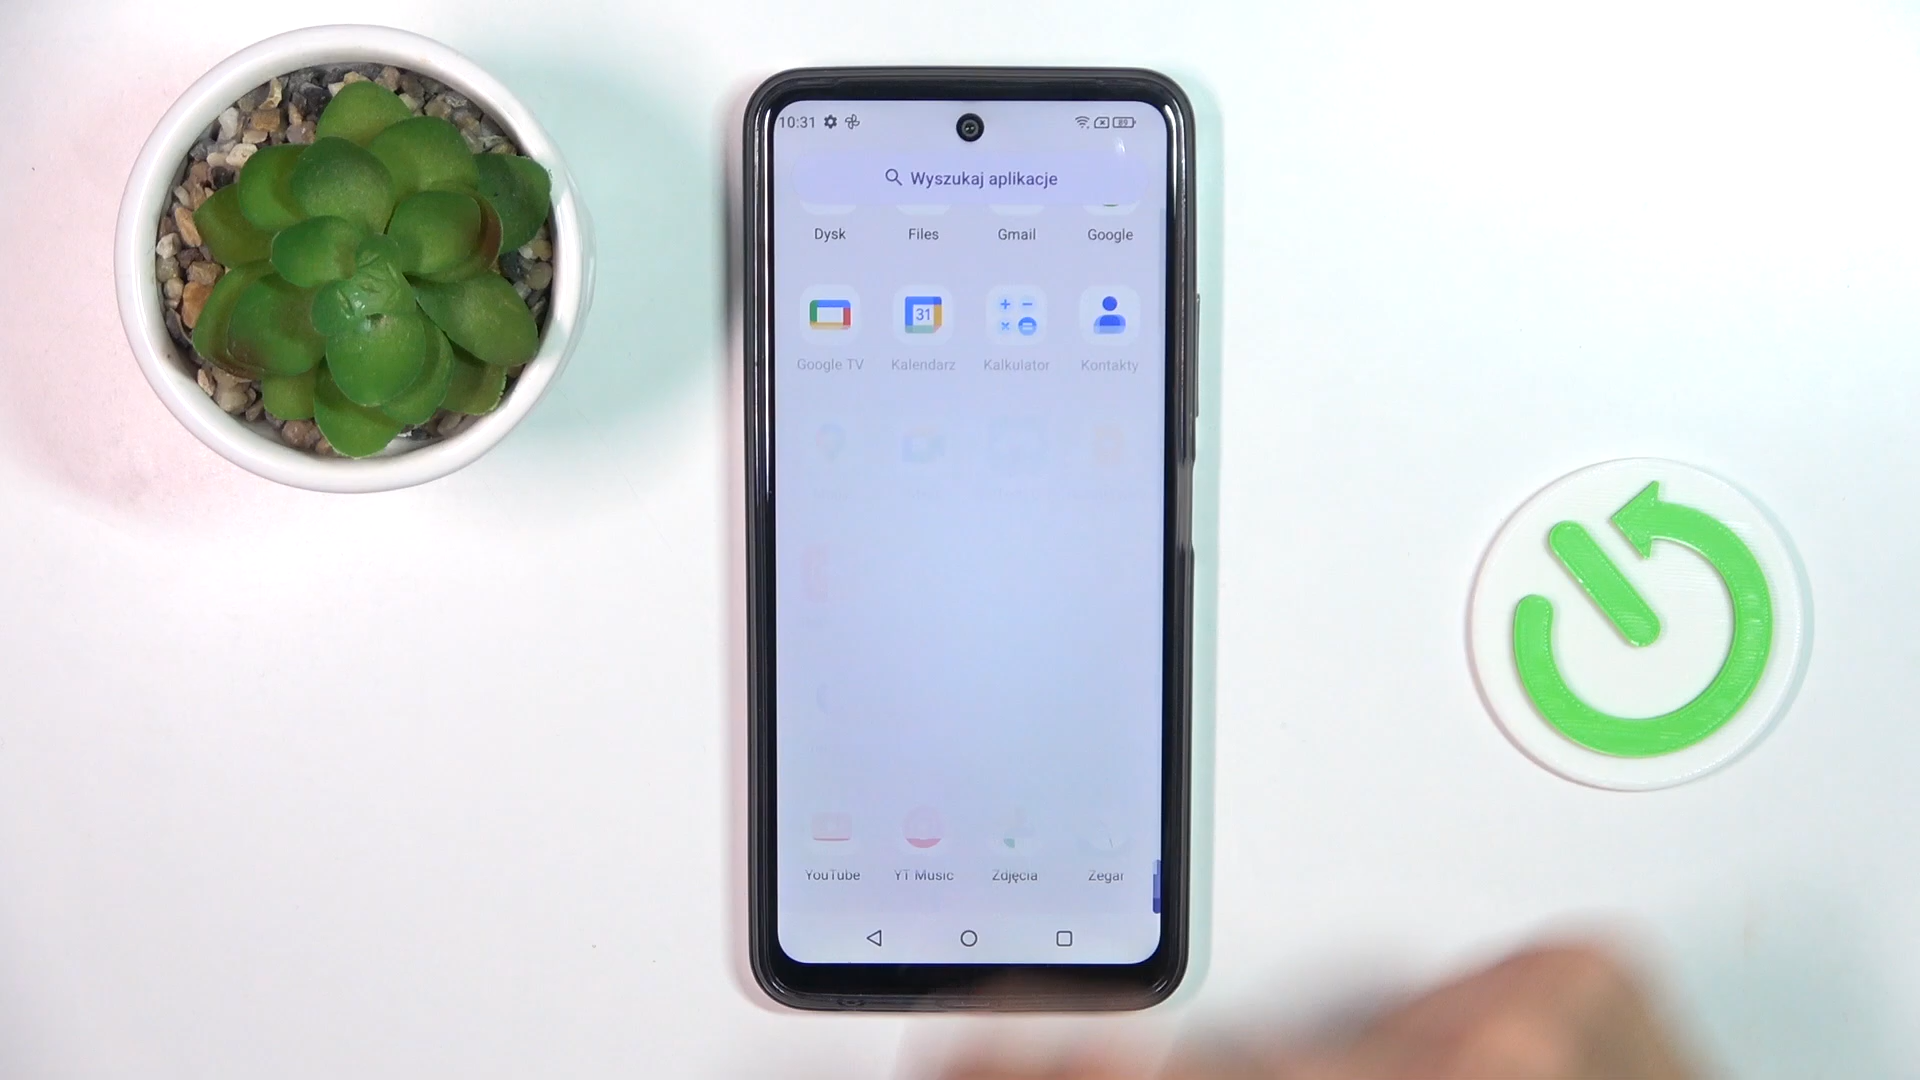 10:31 89
Wyszukaj aplikacje
Dysk Files Gmail Google
31
Google TV Kalendarz Kalkulator Kontakty
YouTube YT Music Zdjęcia Zegar